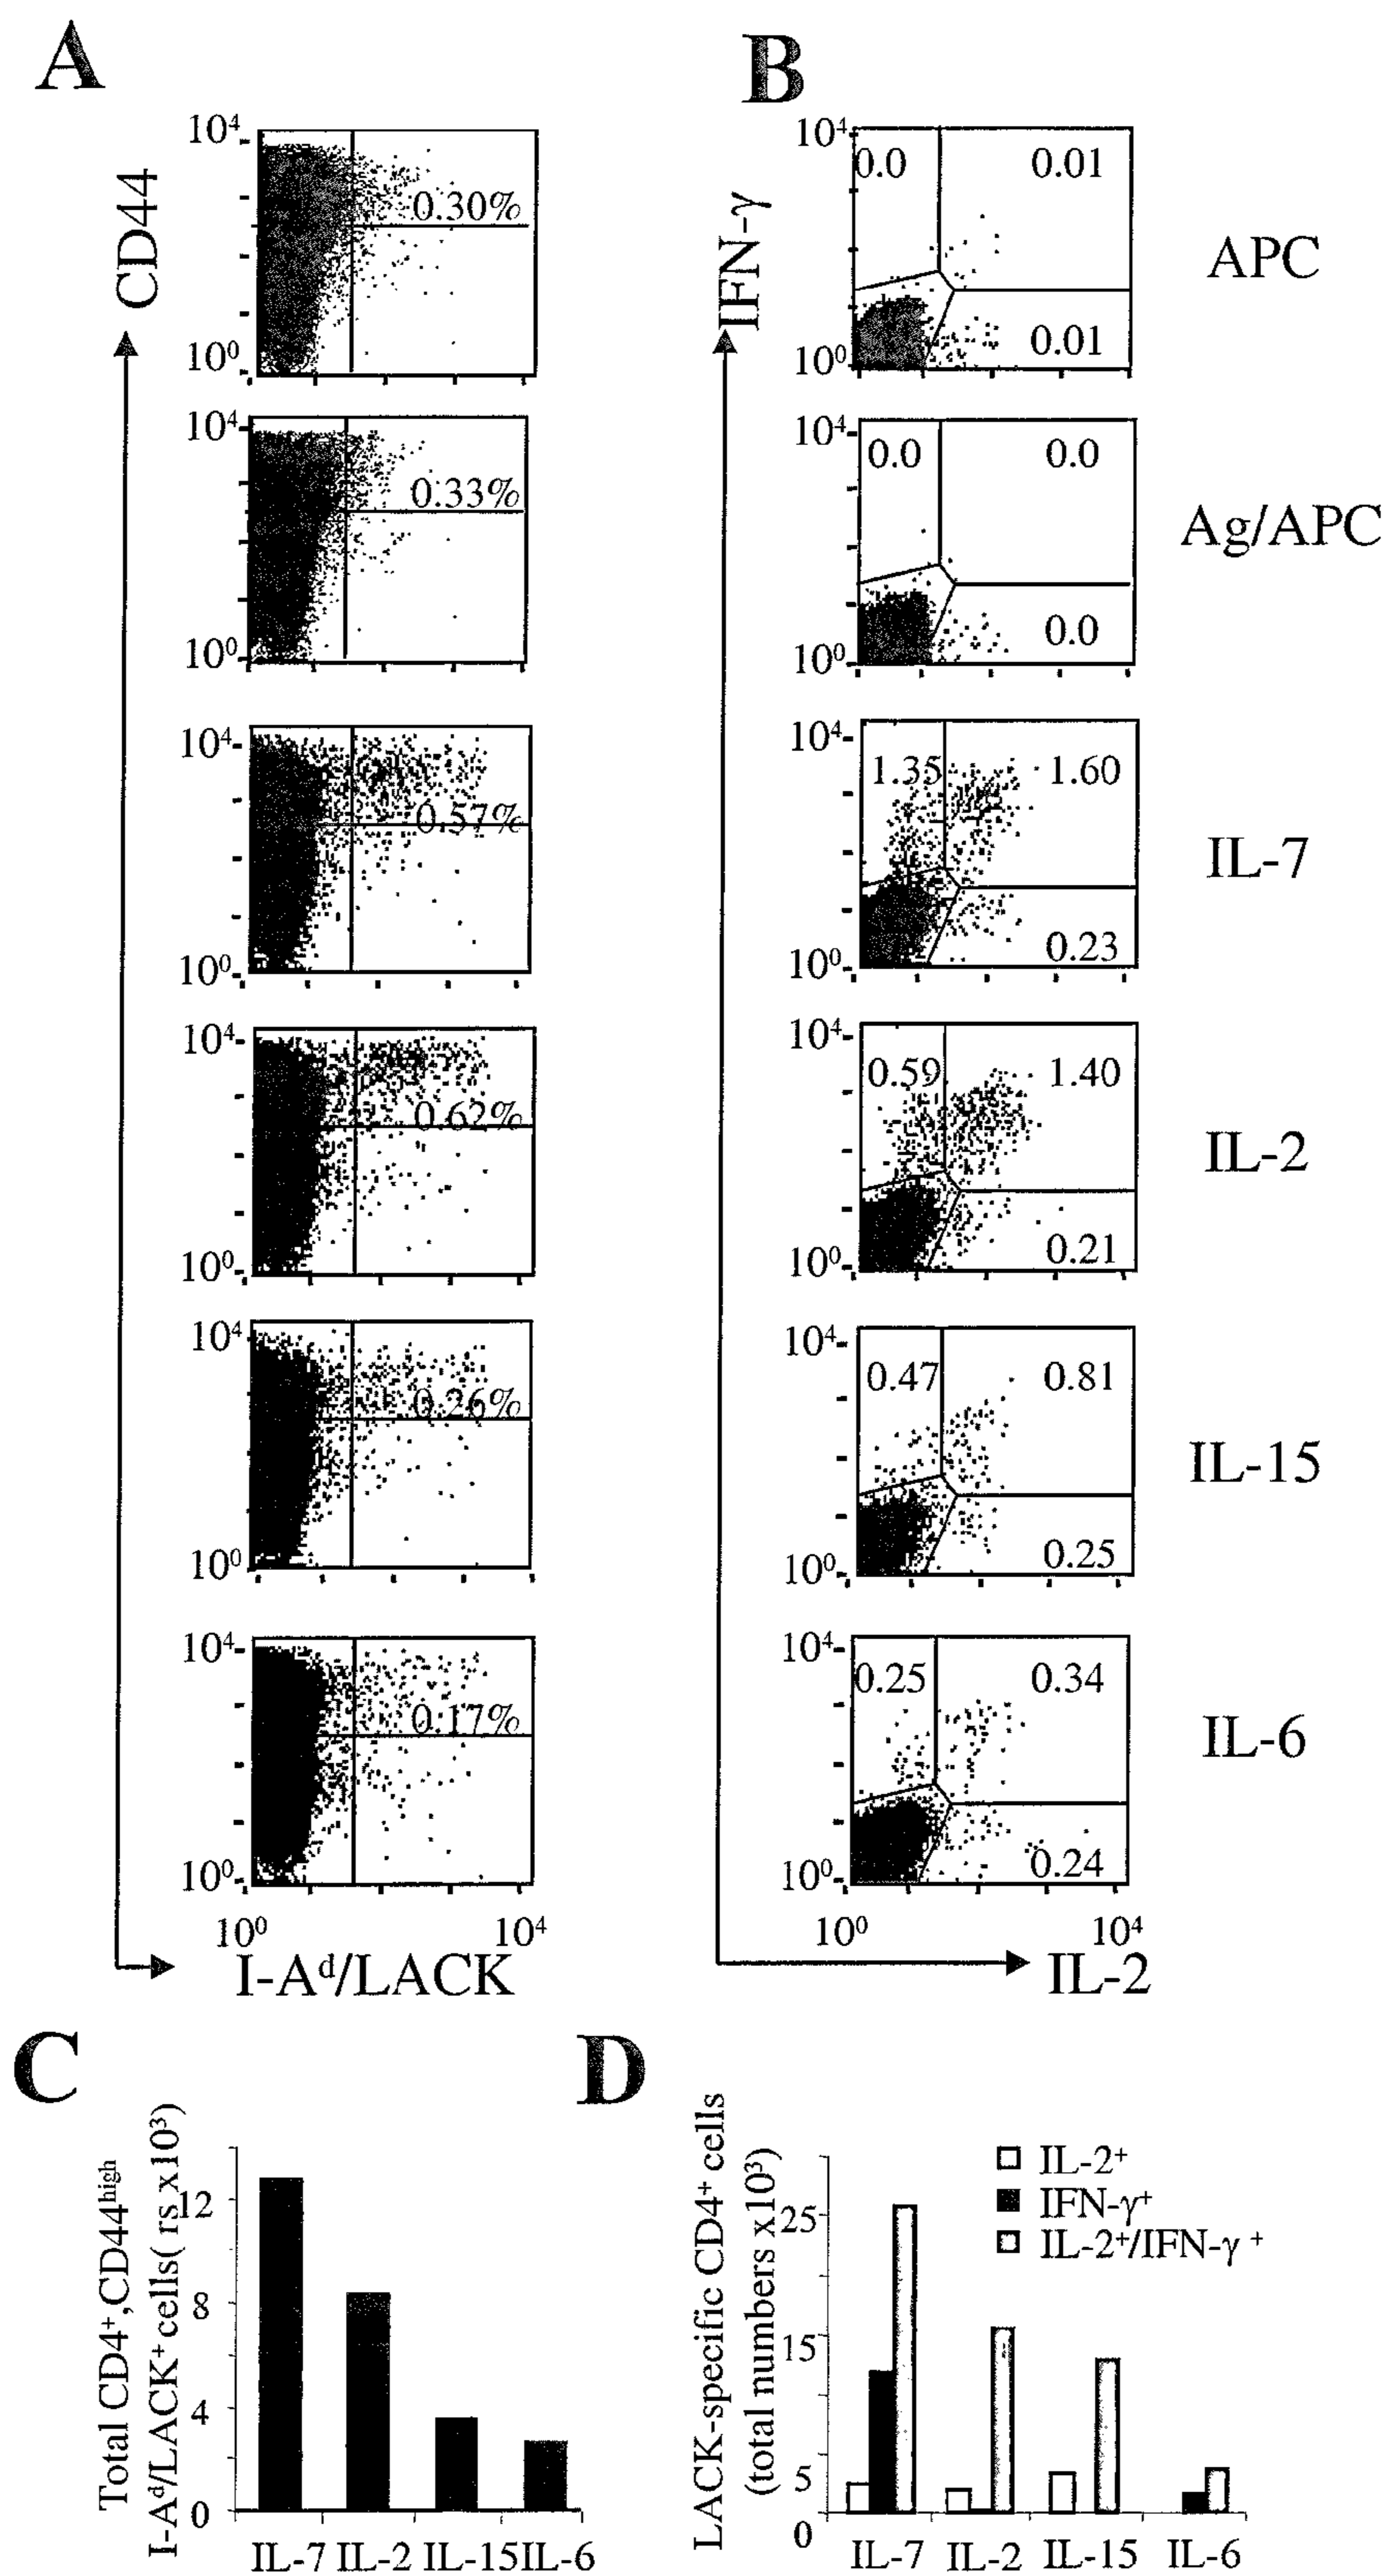 A
B
CD44
10⁴
0.30%
10⁰
IFN-γ
10⁴
0.0
0.01
0.01
10⁰
APC
10⁴
0.33%
10⁰
10⁴
0.0
0.0
0.0
10⁰
Ag/APC
10⁴
0.57%
10⁰
10⁴
1.35
1.60
0.23
10⁰
IL-7
10⁴
0.62%
10⁰
10⁴
0.59
1.40
0.21
10⁰
IL-2
10⁴
0.26%
10⁰
10⁴
0.47
0.81
0.25
10⁰
IL-15
10⁴
0.17%
10⁰
10⁴
0.25
0.34
0.24
10⁰
IL-6
10⁰ 10⁴
I-Aᵈ/LACK
10⁰ 10⁴
IL-2
C
Total CD4⁺,CD44ʰⁱᵍʰ
I-Aᵈ/LACK⁺cells( rs x10³)
12
8
4
0
IL-7 IL-2 IL-15 IL-6
D
LACK-specific CD4⁺ cells
(total numbers x10³)
25
15
5
0
IL-2⁺
IFN-γ⁺
IL-2⁺/IFN-γ⁺
IL-7 IL-2 IL-15 IL-6